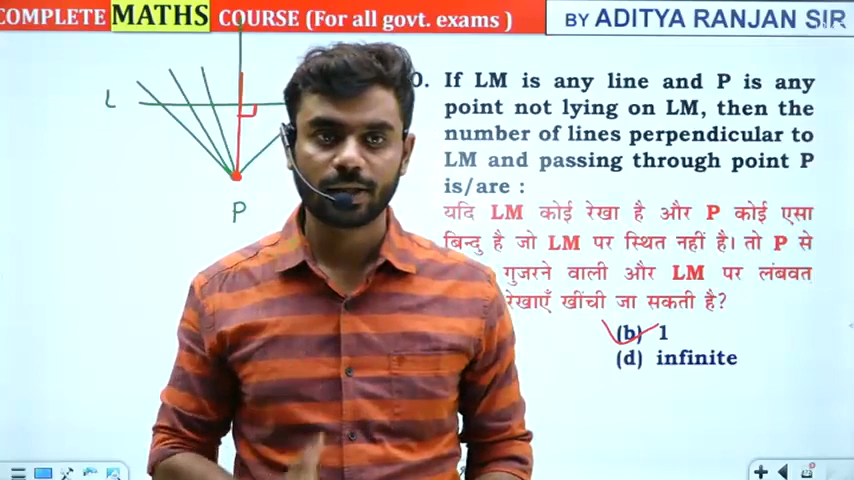 COMPLETE MATHS COURSE (For all govt. exams)
BY ADITYA RANJAN SIR
L
P
0. If LM is any line and P is any
point not lying on LM, then the
number of lines perpendicular to
LM and passing through point P
is/are :
यदि LM कोई रेखा है और P कोई एसा
बिन्दु है जो LM पर स्थित नहीं है। तो P से
गुजरने वाली और LM पर लंबवत
रेखाएँ खींची जा सकती है?
(b) 1
(d) infinite